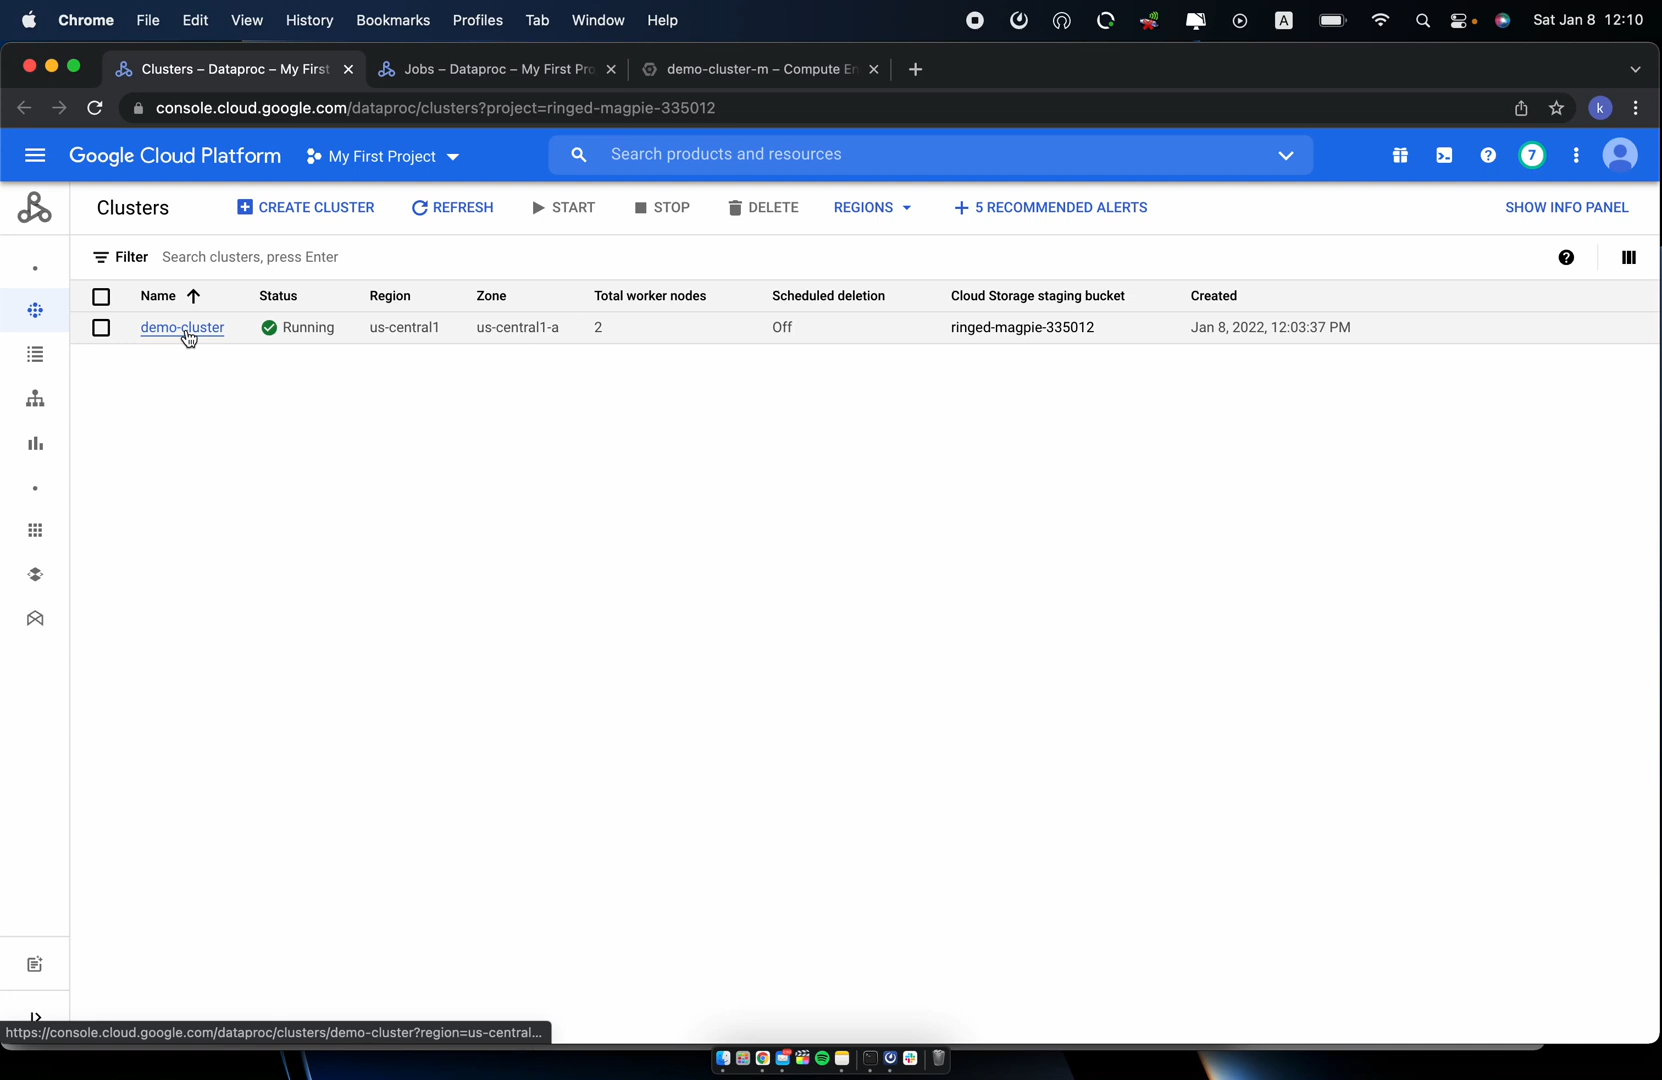 Chrome File Edit View History Bookmarks Profiles Tab Window Help A Sat Jan 8 12:10
Clusters – Dataproc – My First Jobs – Dataproc – My First Pro demo-cluster-m – Compute En
console.cloud.google.com/dataproc/clusters?project=ringed-magpie-335012 k
Google Cloud Platform My First Project Search products and resources 7
Clusters CREATE CLUSTER REFRESH START STOP DELETE REGIONS 5 RECOMMENDED ALERTS SHOW INFO PANEL
Filter Search clusters, press Enter
Name Status Region Zone Total worker nodes Scheduled deletion Cloud Storage staging bucket Created
demo-cluster Running us-central1 us-central1-a 2 Off ringed-magpie-335012 Jan 8, 2022, 12:03:37 PM
https://console.cloud.google.com/dataproc/clusters/demo-cluster?region=us-central...